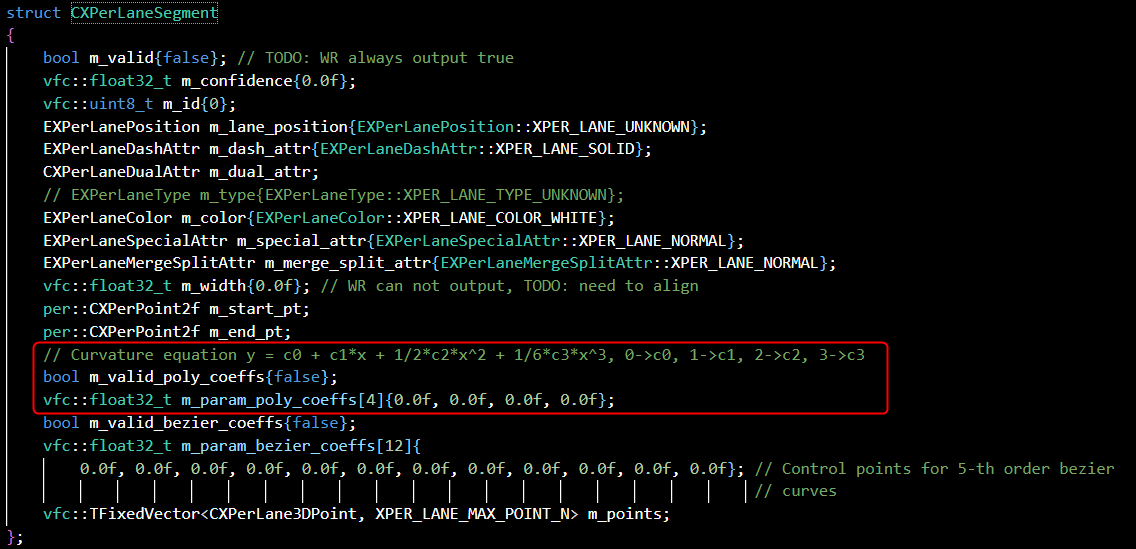 struct CXPerLaneSegment
{
bool m_valid{false}; // TODO: WR always output true
vfc::float32_t m_confidence{0.0f};
vfc::uint8_t m_id{0};
EXPerLanePosition m_lane_position{EXPerLanePosition::XPER_LANE_UNKNOWN};
EXPerLaneDashAttr m_dash_attr{EXPerLaneDashAttr::XPER_LANE_SOLID};
CXPerLaneDualAttr m_dual_attr;
// EXPerLaneType m_type{EXPerLaneType::XPER_LANE_TYPE_UNKNOWN};
EXPerLaneColor m_color{EXPerLaneColor::XPER_LANE_COLOR_WHITE};
EXPerLaneSpecialAttr m_special_attr{EXPerLaneSpecialAttr::XPER_LANE_NORMAL};
EXPerLaneMergeSplitAttr m_merge_split_attr{EXPerLaneMergeSplitAttr::XPER_LANE_NORMAL};
vfc::float32_t m_width{0.0f}; // WR can not output, TODO: need to align
per::CXPerPoint2f m_start_pt;
per::CXPerPoint2f m_end_pt;
// Curvature equation y = c0 + c1*x + 1/2*c2*x^2 + 1/6*c3*x^3, 0->c0, 1->c1, 2->c2, 3->c3
bool m_valid_poly_coeffs{false};
vfc::float32_t m_param_poly_coeffs[4]{0.0f, 0.0f, 0.0f, 0.0f};
bool m_valid_bezier_coeffs{false};
vfc::float32_t m_param_bezier_coeffs[12]{
0.0f, 0.0f, 0.0f, 0.0f, 0.0f, 0.0f, 0.0f, 0.0f, 0.0f, 0.0f, 0.0f, 0.0f}; // Control points for 5-th order bezier
// curves
vfc::TFixedVector<CXPerLane3DPoint, XPER_LANE_MAX_POINT_N> m_points;
};